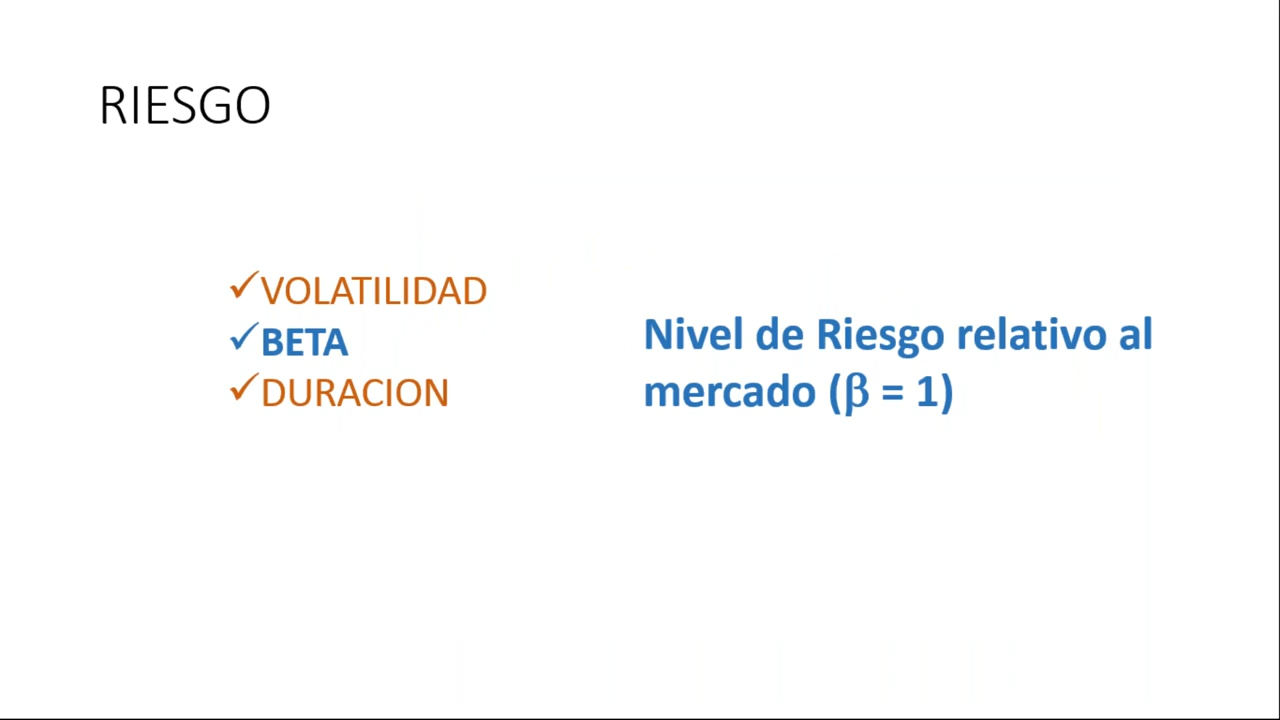 RIESGO
✓VOLATILIDAD
✓BETA
✓DURACION
Nivel de Riesgo relativo al
mercado (β = 1)